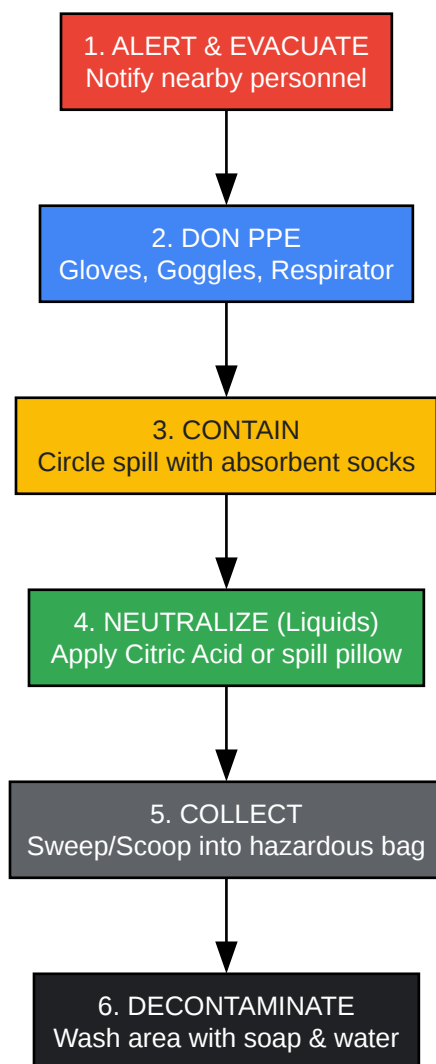 1. ALERT & EVACUATE
Notify nearby personnel
2. DON PPE
Gloves, Goggles, Respirator
3. CONTAIN
Circle spill with absorbent socks
4. NEUTRALIZE (Liquids)
Apply Citric Acid or spill pillow
5. COLLECT
Sweep/Scoop into hazardous bag
6. DECONTAMINATE
Wash area with soap & water